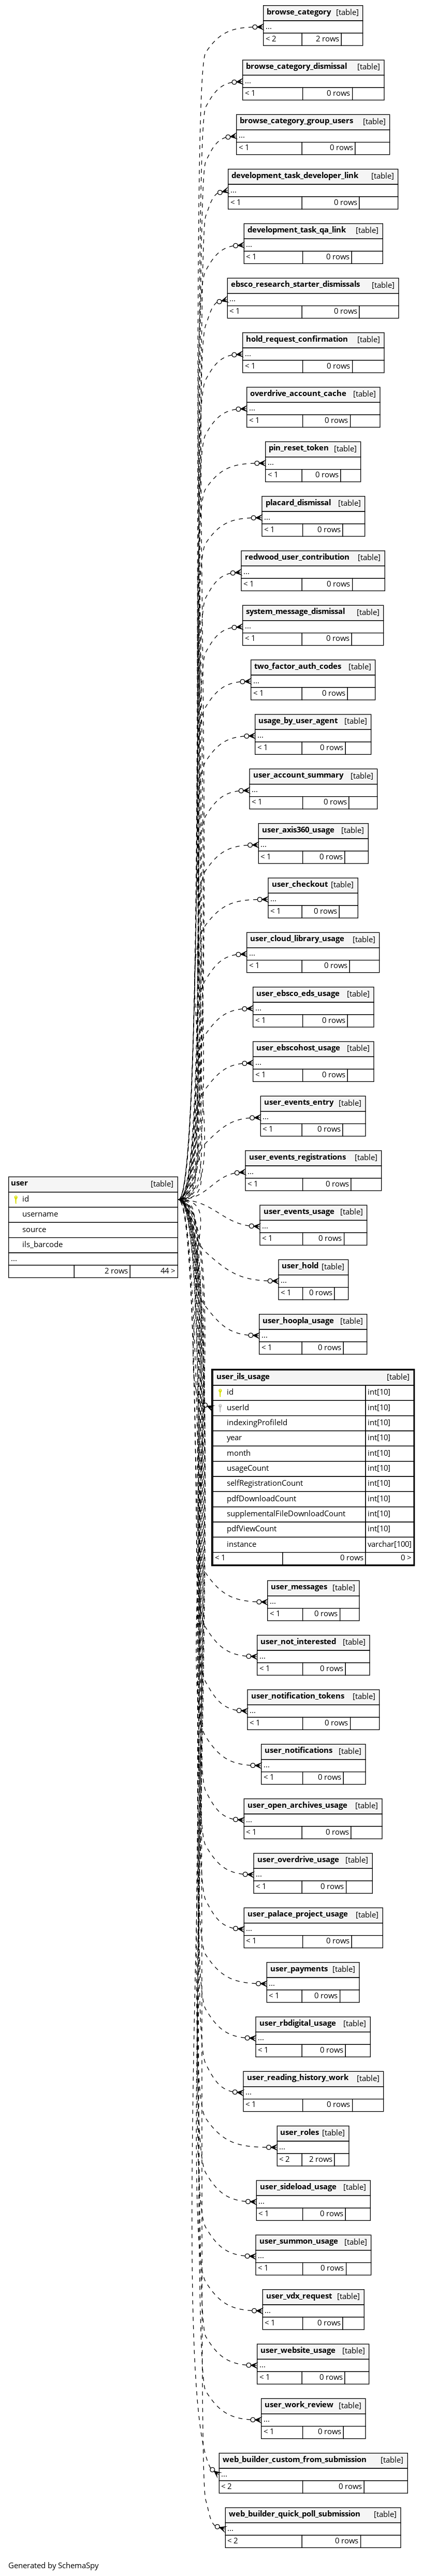 browse_category [table]
...
< 2 2 rows
browse_category_dismissal [table]
...
< 1 0 rows
browse_category_group_users [table]
...
< 1 0 rows
development_task_developer_link [table]
...
< 1 0 rows
development_task_qa_link [table]
...
< 1 0 rows
ebsco_research_starter_dismissals [table]
...
< 1 0 rows
hold_request_confirmation [table]
...
< 1 0 rows
overdrive_account_cache [table]
...
< 1 0 rows
pin_reset_token [table]
...
< 1 0 rows
placard_dismissal [table]
...
< 1 0 rows
redwood_user_contribution [table]
...
< 1 0 rows
system_message_dismissal [table]
...
< 1 0 rows
two_factor_auth_codes [table]
...
< 1 0 rows
usage_by_user_agent [table]
...
< 1 0 rows
user_account_summary [table]
...
< 1 0 rows
user_axis360_usage [table]
...
< 1 0 rows
user_checkout [table]
...
< 1 0 rows
user_cloud_library_usage [table]
...
< 1 0 rows
user_ebsco_eds_usage [table]
...
< 1 0 rows
user_ebscohost_usage [table]
...
< 1 0 rows
user_events_entry [table]
...
< 1 0 rows
user_events_registrations [table]
...
< 1 0 rows
user [table]
id
username
source
ils_barcode
...
2 rows 44 >
user_events_usage [table]
...
< 1 0 rows
user_hold [table]
...
< 1 0 rows
user_hoopla_usage [table]
...
< 1 0 rows
user_ils_usage [table]
id int[10]
userId int[10]
indexingProfileId int[10]
year int[10]
month int[10]
usageCount int[10]
selfRegistrationCount int[10]
pdfDownloadCount int[10]
supplementalFileDownloadCount int[10]
pdfViewCount int[10]
instance varchar[100]
< 1 0 rows 0 >
user_messages [table]
...
< 1 0 rows
user_not_interested [table]
...
< 1 0 rows
user_notification_tokens [table]
...
< 1 0 rows
user_notifications [table]
...
< 1 0 rows
user_open_archives_usage [table]
...
< 1 0 rows
user_overdrive_usage [table]
...
< 1 0 rows
user_palace_project_usage [table]
...
< 1 0 rows
user_payments [table]
...
< 1 0 rows
user_rbdigital_usage [table]
...
< 1 0 rows
user_reading_history_work [table]
...
< 1 0 rows
user_roles [table]
...
< 2 2 rows
user_sideload_usage [table]
...
< 1 0 rows
user_summon_usage [table]
...
< 1 0 rows
user_vdx_request [table]
...
< 1 0 rows
user_website_usage [table]
...
< 1 0 rows
user_work_review [table]
...
< 1 0 rows
web_builder_custom_from_submission [table]
...
< 2 0 rows
web_builder_quick_poll_submission [table]
...
< 2 0 rows
Generated by SchemaSpy